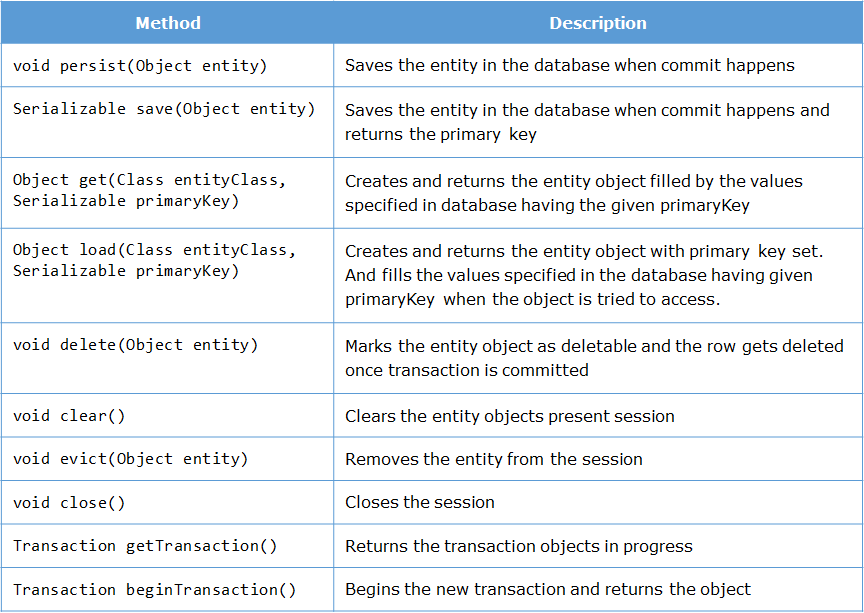 Method Description
void persist(Object entity) Saves the entity in the database when commit happens
Serializable save(Object entity) Saves the entity in the database when commit happens and
returns the primary key
Object get(Class entityClass, Creates and returns the entity object filled by the values
Serializable primaryKey) specified in database having the given primaryKey
Object load(Class entityClass, Creates and returns the entity object with primary key set.
Serializable primaryKey) And fills the values specified in the database having given
primaryKey when the object is tried to access.
void delete(Object entity) Marks the entity object as deletable and the row gets deleted
once transaction is committed
void clear() Clears the entity objects present session
void evict(Object entity) Removes the entity from the session
void close() Closes the session
Transaction getTransaction() Returns the transaction objects in progress
Transaction beginTransaction() Begins the new transaction and returns the object